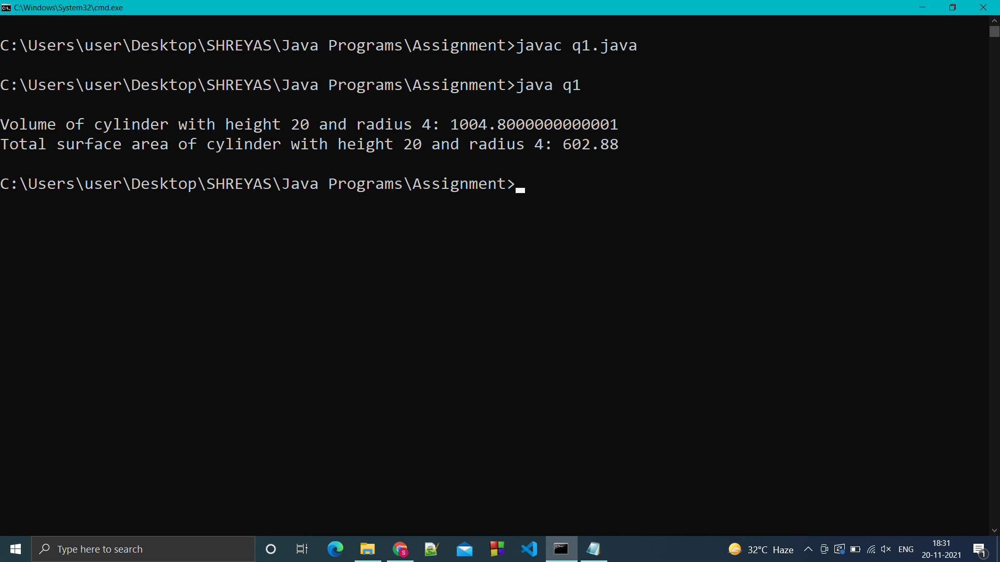 C:\Windows\System32\cmd.exe
C:\Users\user\Desktop\SHREYAS\Java Programs\Assignment>javac q1.java
C:\Users\user\Desktop\SHREYAS\Java Programs\Assignment>java q1
Volume of cylinder with height 20 and radius 4: 1004.8000000000001
Total surface area of cylinder with height 20 and radius 4: 602.88
C:\Users\user\Desktop\SHREYAS\Java Programs\Assignment>
Type here to search
S
32°C Haze
ENG
18:31
20-11-2021
1